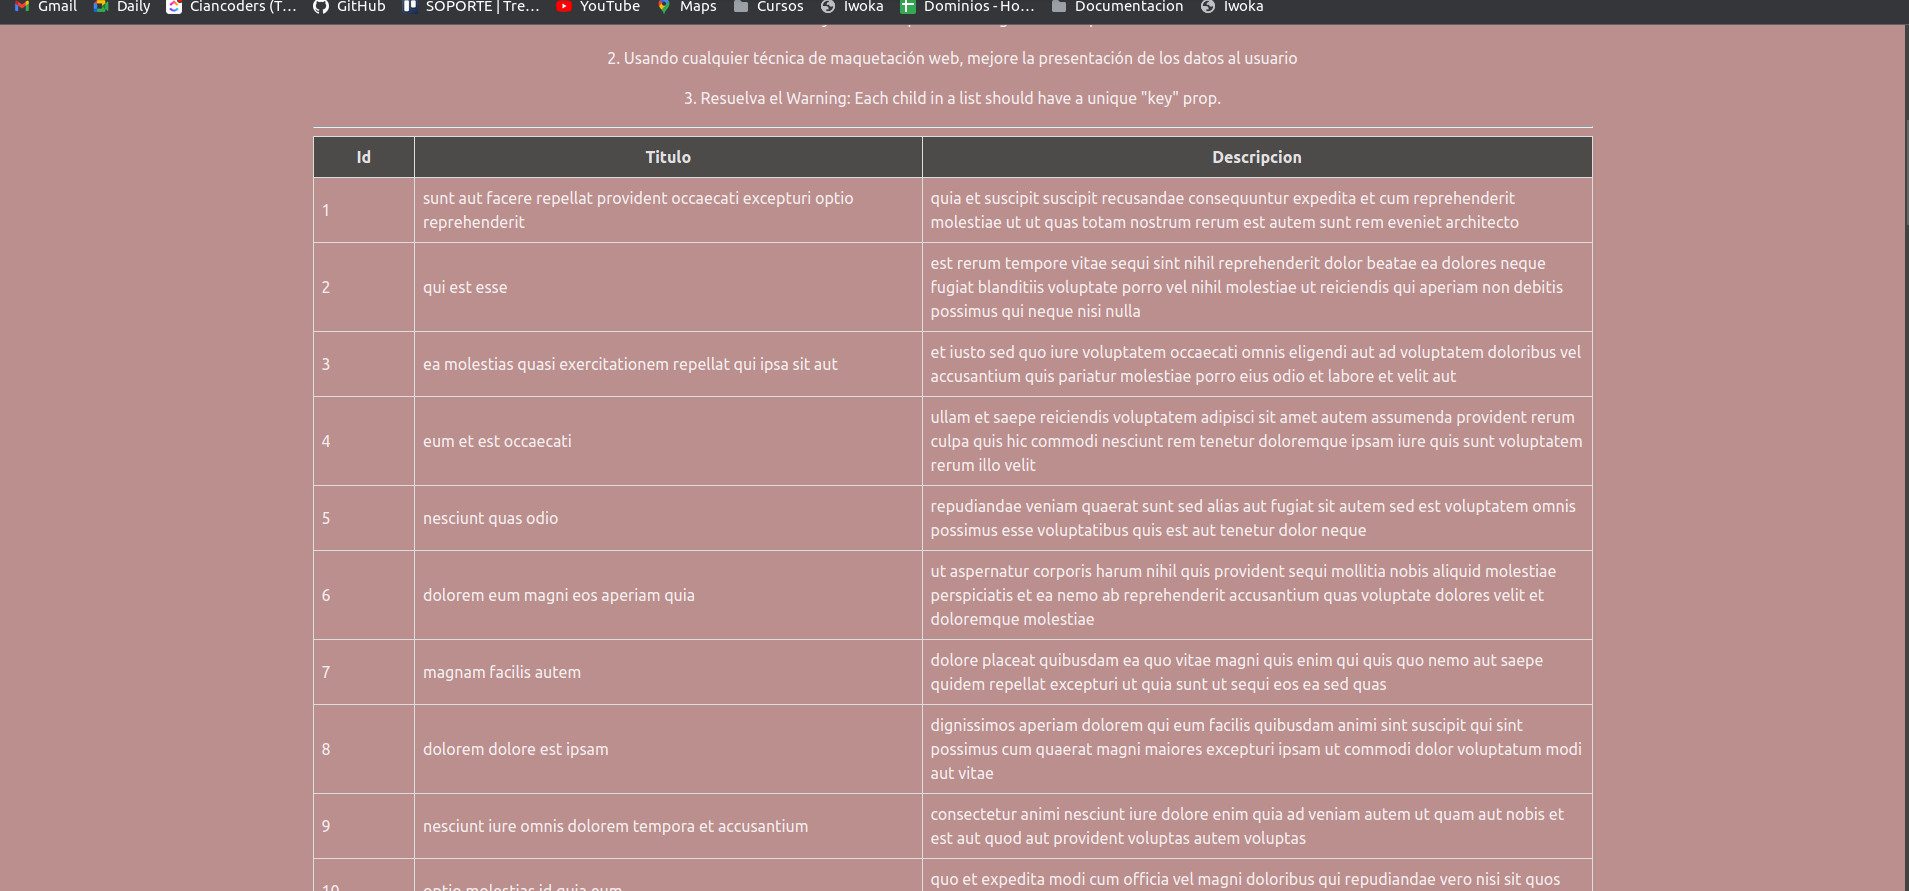 Gmail Daily Ciancoders (T... GitHub SOPORTE | Tre... YouTube Maps Cursos Iwoka Dominios - Ho... Documentacion Iwoka
2. Usando cualquier técnica de maquetación web, mejore la presentación de los datos al usuario
3. Resuelva el Warning: Each child in a list should have a unique "key" prop.
Id Titulo Descripcion
1
sunt aut facere repellat provident occaecati excepturi optio
reprehenderit
quia et suscipit suscipit recusandae consequuntur expedita et cum reprehenderit
molestiae ut ut quas totam nostrum rerum est autem sunt rem eveniet architecto
2
qui est esse
est rerum tempore vitae sequi sint nihil reprehenderit dolor beatae ea dolores neque
fugiat blanditiis voluptate porro vel nihil molestiae ut reiciendis qui aperiam non debitis
possimus qui neque nisi nulla
3
ea molestias quasi exercitationem repellat qui ipsa sit aut
et iusto sed quo iure voluptatem occaecati omnis eligendi aut ad voluptatem doloribus vel
accusantium quis pariatur molestiae porro eius odio et labore et velit aut
4
eum et est occaecati
ullam et saepe reiciendis voluptatem adipisci sit amet autem assumenda provident rerum
culpa quis hic commodi nesciunt rem tenetur doloremque ipsam iure quis sunt voluptatem
rerum illo velit
5
nesciunt quas odio
repudiandae veniam quaerat sunt sed alias aut fugiat sit autem sed est voluptatem omnis
possimus esse voluptatibus quis est aut tenetur dolor neque
6
dolorem eum magni eos aperiam quia
ut aspernatur corporis harum nihil quis provident sequi mollitia nobis aliquid molestiae
perspiciatis et ea nemo ab reprehenderit accusantium quas voluptate dolores velit et
doloremque molestiae
7
magnam facilis autem
dolore placeat quibusdam ea quo vitae magni quis enim qui quis quo nemo aut saepe
quidem repellat excepturi ut quia sunt ut sequi eos ea sed quas
8
dolorem dolore est ipsam
dignissimos aperiam dolorem qui eum facilis quibusdam animi sint suscipit qui sint
possimus cum quaerat magni maiores excepturi ipsam ut commodi dolor voluptatum modi
aut vitae
9
nesciunt iure omnis dolorem tempora et accusantium
consectetur animi nesciunt iure dolore enim quia ad veniam autem ut quam aut nobis et
est aut quod aut provident voluptas autem voluptas
10
optio molestias id quia eum
quo et expedita modi cum officia vel magni doloribus qui repudiandae vero nisi sit quos